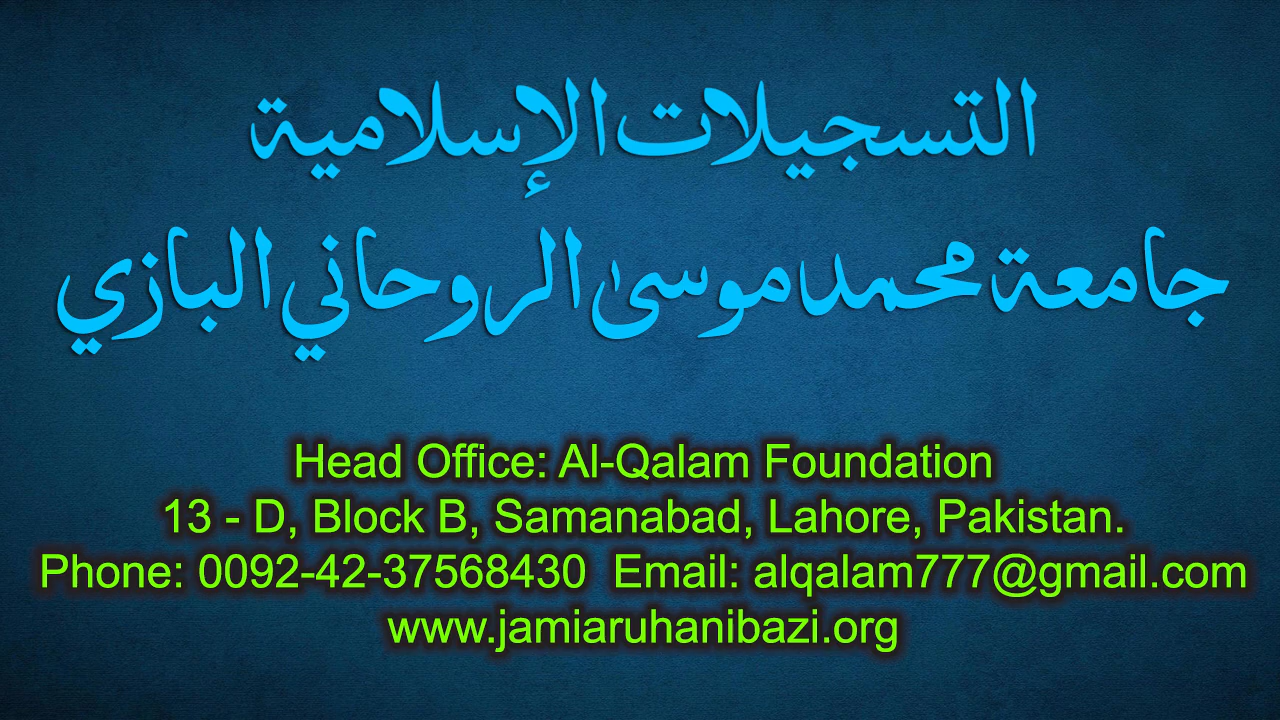 التسجيلات الإسلامية
جامعة محمد موسىٰ الروحاني البازي
Head Office: Al-Qalam Foundation
13 - D, Block B, Samanabad, Lahore, Pakistan.
Phone: 0092-42-37568430  Email: alqalam777@gmail.com
www.jamiaruhanibazi.org